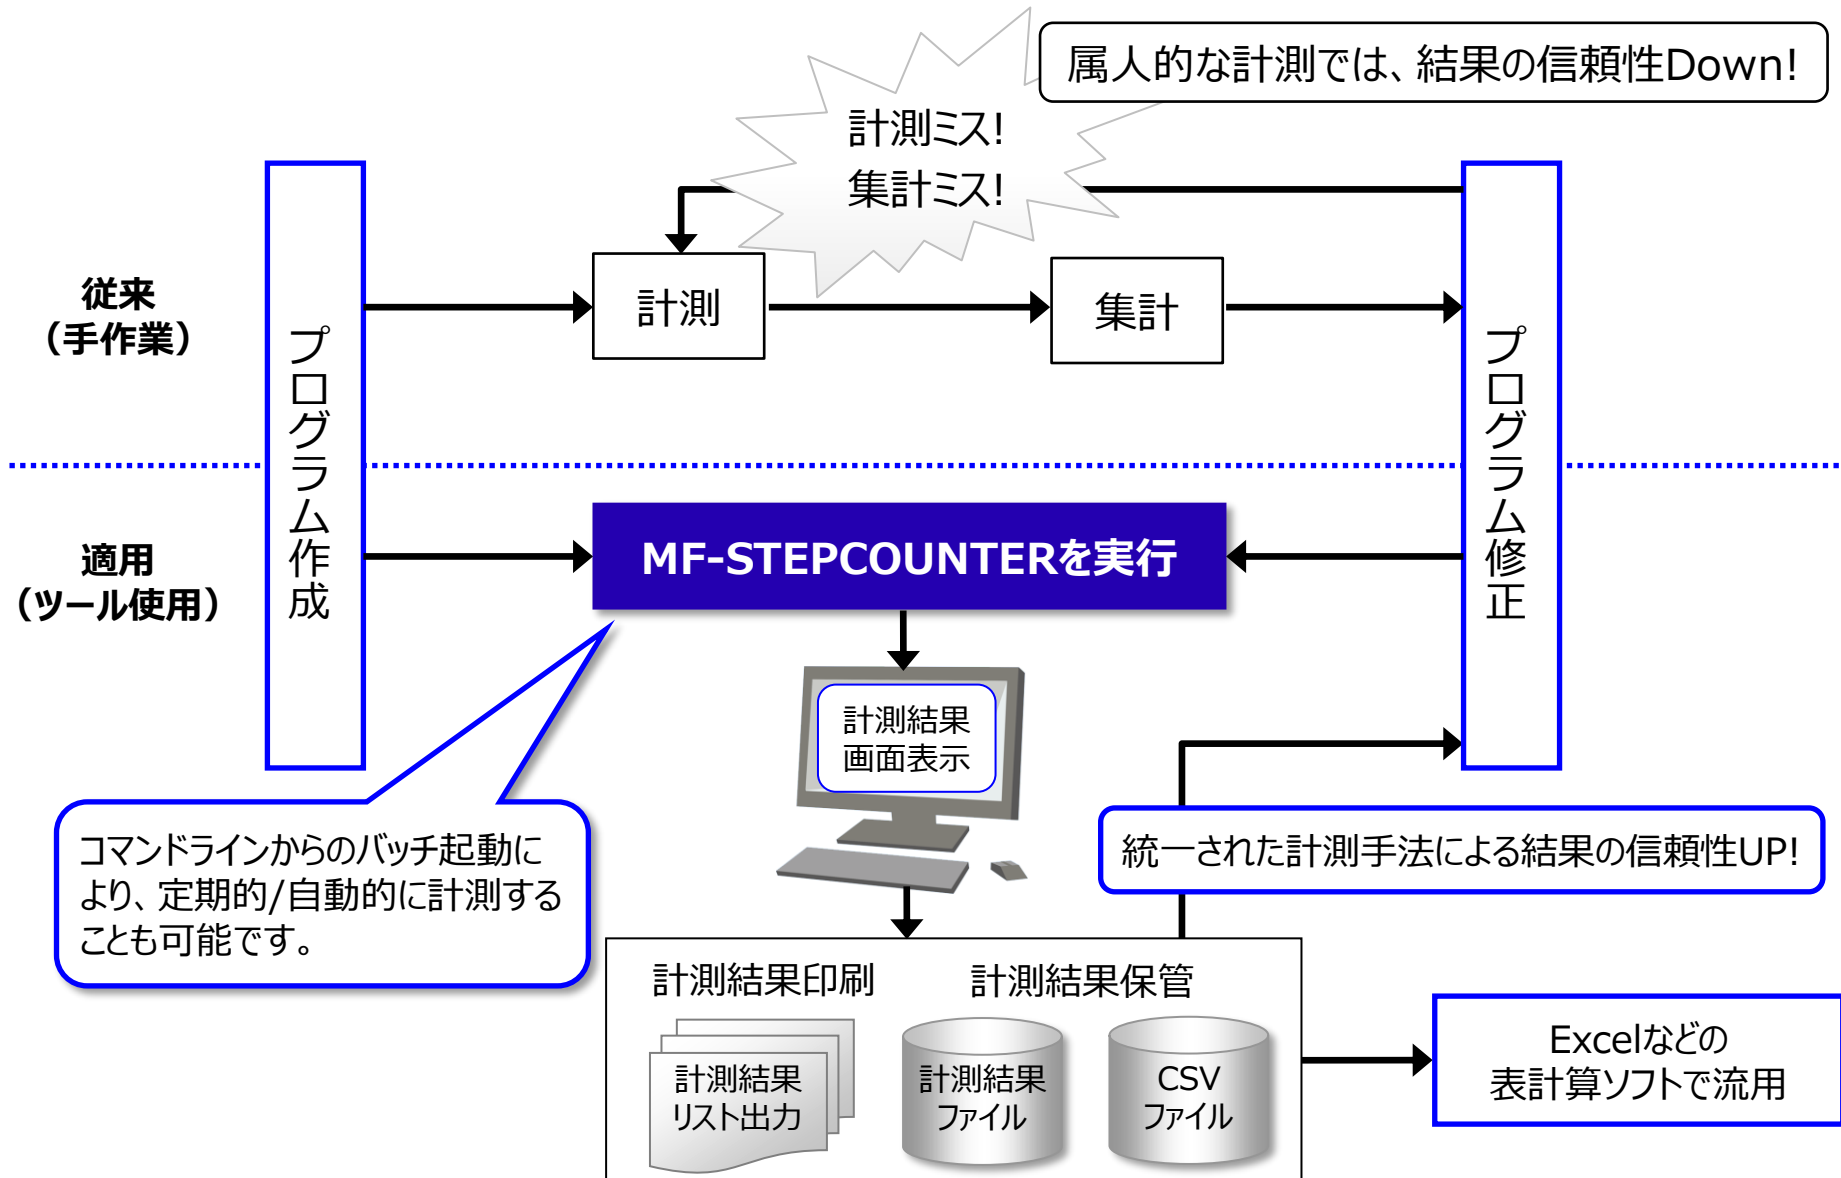 属人的な計測では、結果の信頼性Down!
計測ミス!
集計ミス!
従来
（手作業）
プログラム作成
計測
集計
プログラム修正
適用
（ツール使用）
MF-STEPCOUNTERを実行
計測結果
画面表示
コマンドラインからのバッチ起動に
より、定期的/自動的に計測する
ことも可能です。
統一された計測手法による結果の信頼性UP!
計測結果印刷
計測結果保管
計測結果
リスト出力
計測結果
ファイル
CSV
ファイル
Excelなどの
表計算ソフトで流用